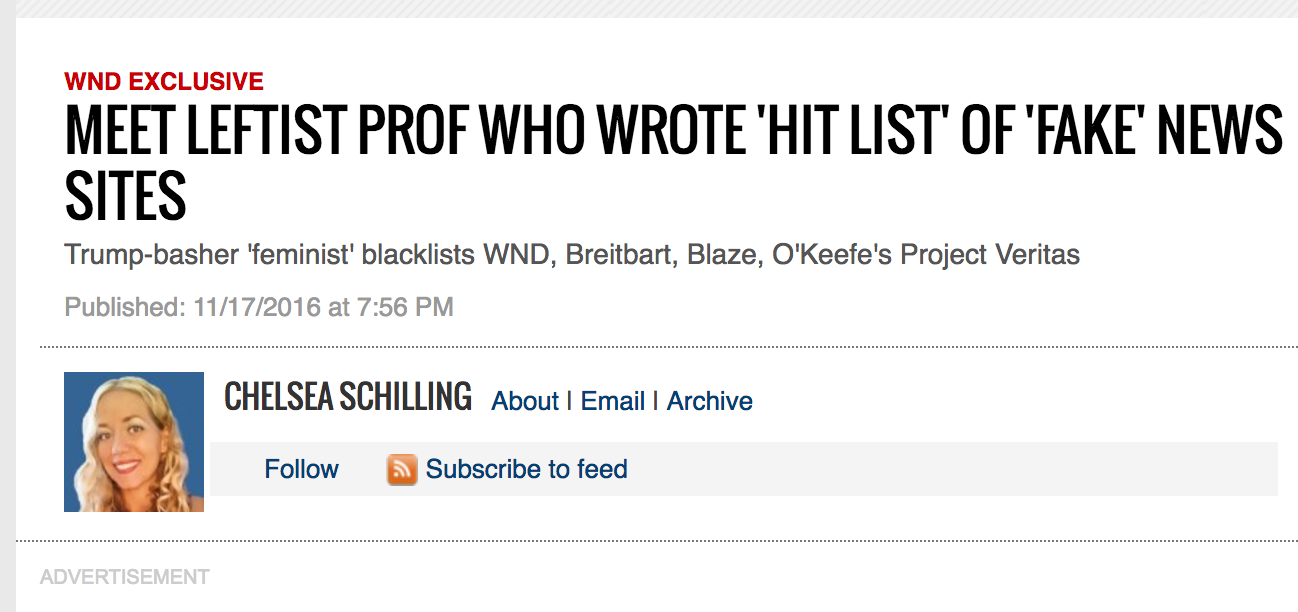 WND EXCLUSIVE
MEET LEFTIST PROF WHO WROTE 'HIT LIST' OF 'FAKE' NEWS
SITES
Trump-basher 'feminist' blacklists WND, Breitbart, Blaze, O'Keefe's Project Veritas
Published: 11/17/2016 at 7:56 PM
CHELSEA SCHILLING About | Email | Archive
Follow Subscribe to feed
ADVERTISEMENT